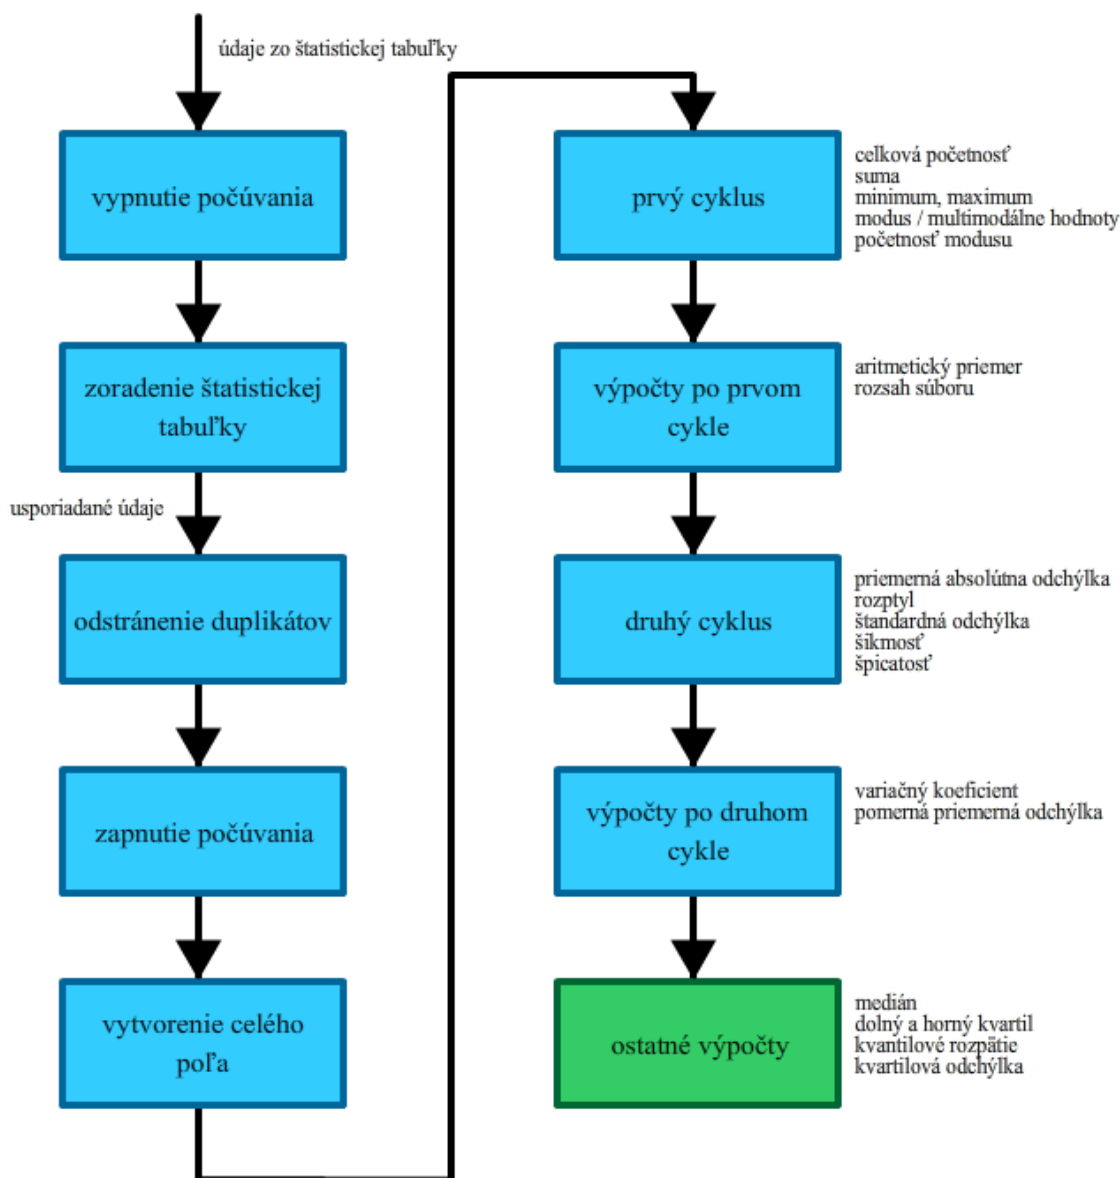 údaje zo štatistickej tabuľky
vypnutie počúvania
zoradenie štatistickej
tabuľky
usporiadané údaje
odstránenie duplikátov
zapnutie počúvania
vytvorenie celého
poľa
prvý cyklus
celková početnosť
suma
minimum, maximum
modus / multimodálne hodnoty
početnosť modusu
výpočty po prvom
cykle
aritmetický priemer
rozsah súboru
druhý cyklus
priemerná absolútna odchýlka
rozptyl
štandardná odchýlka
šikmosť
špicatosť
výpočty po druhom
cykle
variačný koeficient
pomerná priemerná odchýlka
ostatné výpočty
medián
dolný a horný kvartil
kvantilové rozpätie
kvartilová odchýlka